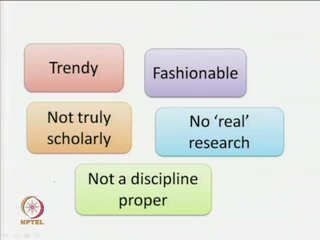 Trendy
Fashionable
Not truly
scholarly
No ‘real’
research
Not a discipline
proper
NPTEL